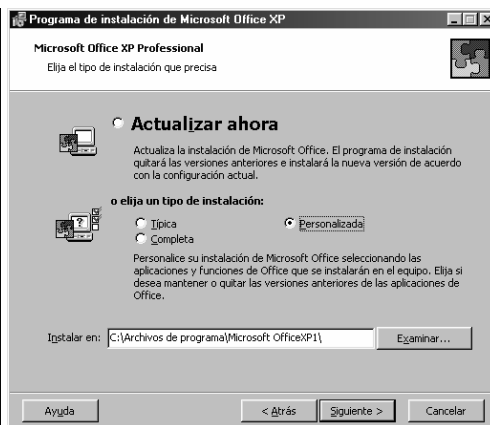 Programa de instalación de Microsoft Office XP
Microsoft Office XP Professional
Elija el tipo de instalación que precisa
Actualizar ahora
Actualiza la instalación de Microsoft Office. El programa de instalación
quitará las versiones anteriores e instalará la nueva versión de acuerdo
con la configuración actual.
o elija un tipo de instalación:
Típica
Personalizada
Completa
Personalice su instalación de Microsoft Office seleccionando las
aplicaciones y funciones de Office que se instalarán en el equipo. Elija si
desea mantener o quitar las versiones anteriores de las aplicaciones de
Office.
Instalar en: C:\Archivos de programa\Microsoft OfficeXP1\ Examinar...
Ayuda < Atrás Siguiente > Cancelar